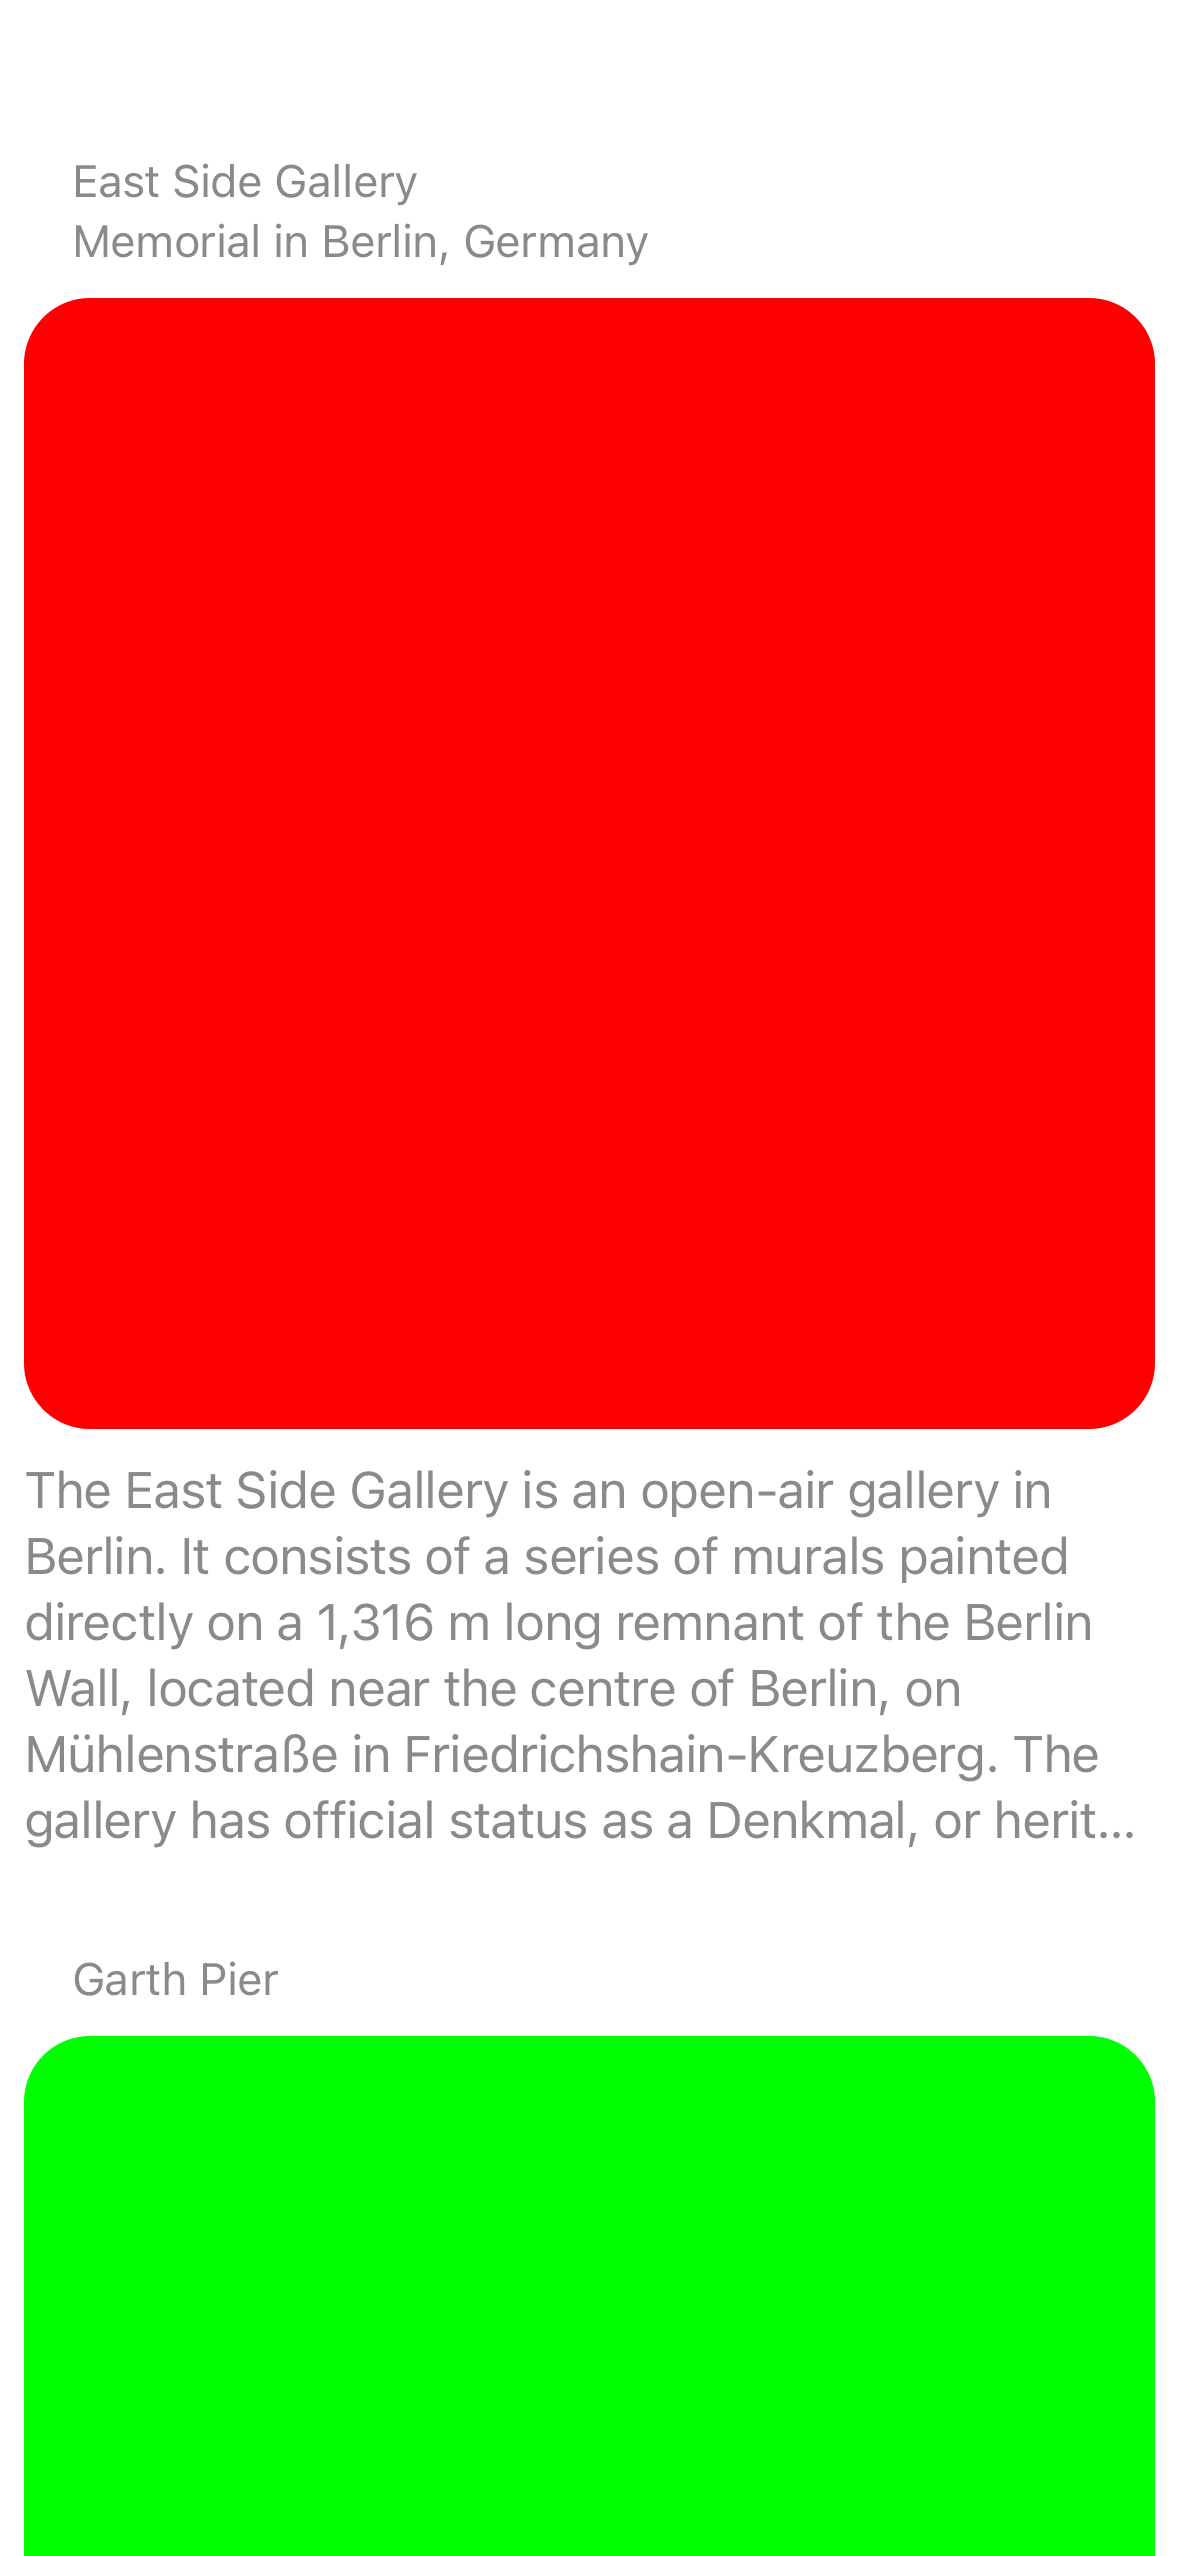 East Side Gallery
Memorial in Berlin, Germany
The East Side Gallery is an open-air gallery in
Berlin. It consists of a series of murals painted
directly on a 1,316 m long remnant of the Berlin
Wall, located near the centre of Berlin, on
Mühlenstraße in Friedrichshain-Kreuzberg. The
gallery has official status as a Denkmal, or herit...
Garth Pier